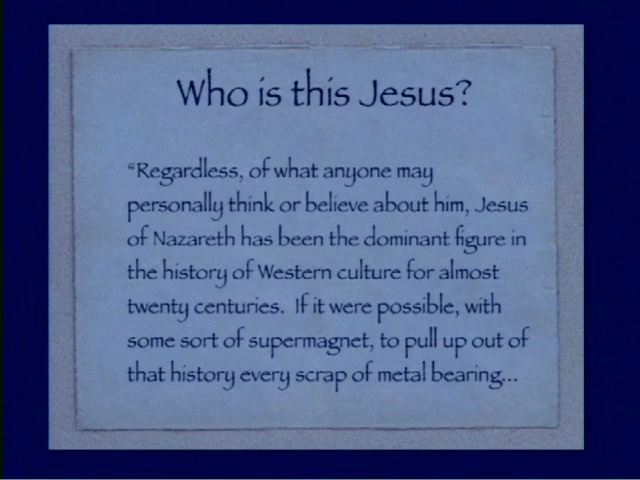 Who is this Jesus?
“Regardless, of what anyone may
personally think or believe about him, Jesus
of Nazareth has been the dominant figure in
the history of Western culture for almost
twenty centuries. If it were possible, with
some sort of supermagnet, to pull up out of
that history every scrap of metal bearing...